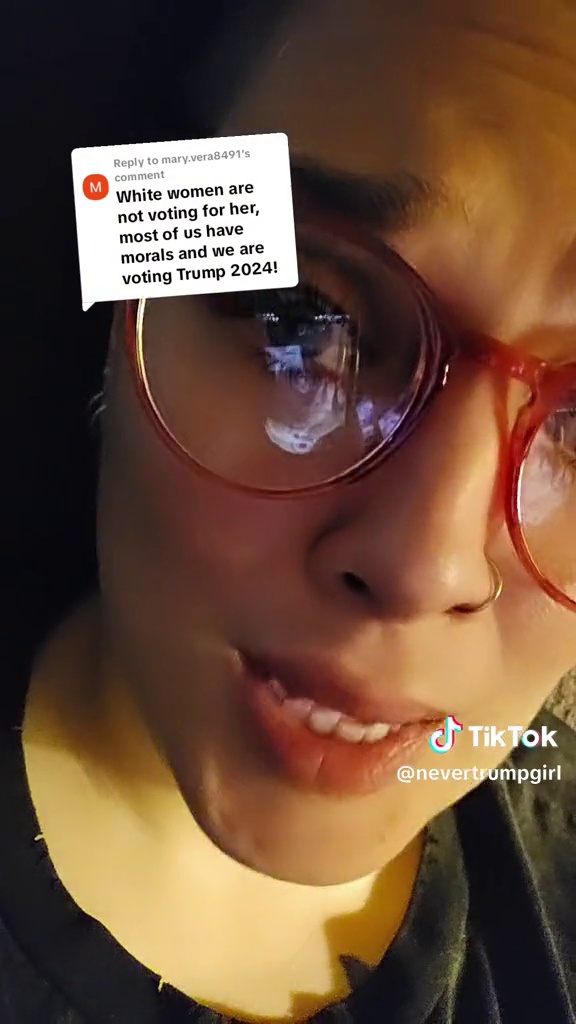 Reply to mary.vera8491's
comment
M
White women are
not voting for her,
most of us have
morals and we are
voting Trump 2024!
TikTok
@nevertrumpgirl